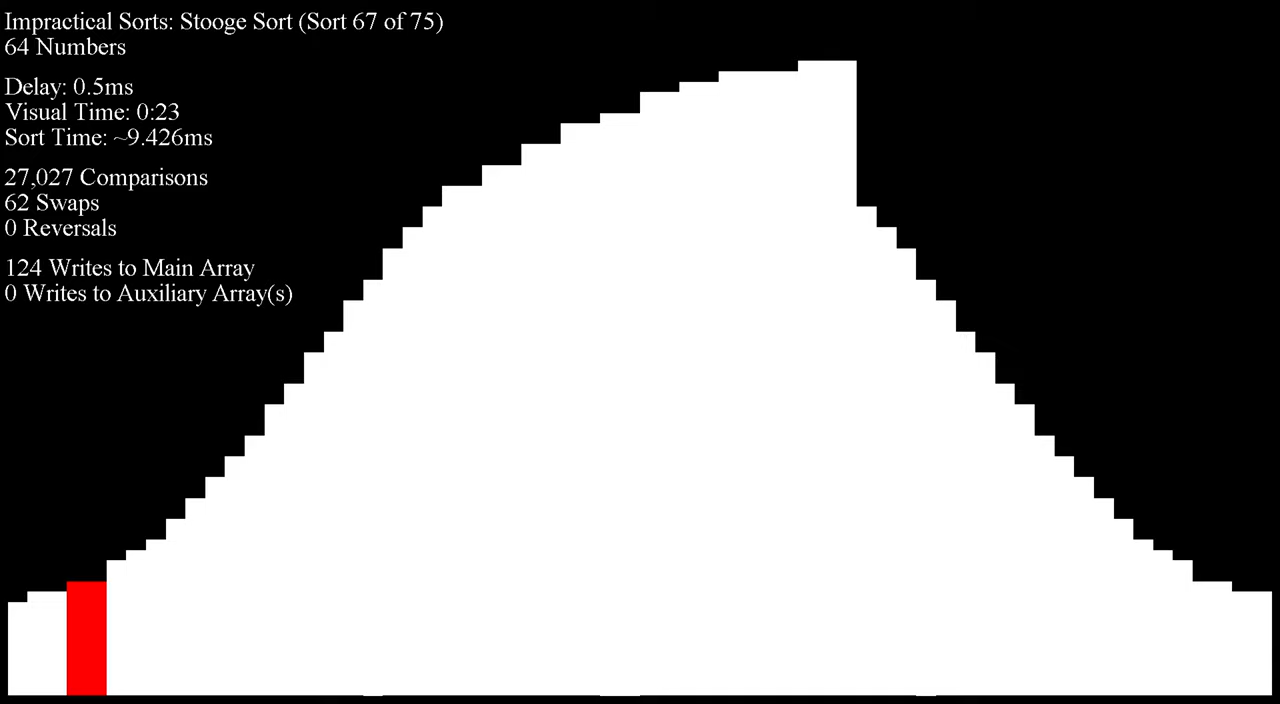 Impractical Sorts: Stooge Sort (Sort 67 of 75)
64 Numbers
Delay: 0.5ms
Visual Time: 0:23
Sort Time: ~9.426ms
27,027 Comparisons
62 Swaps
0 Reversals
124 Writes to Main Array
0 Writes to Auxiliary Array(s)